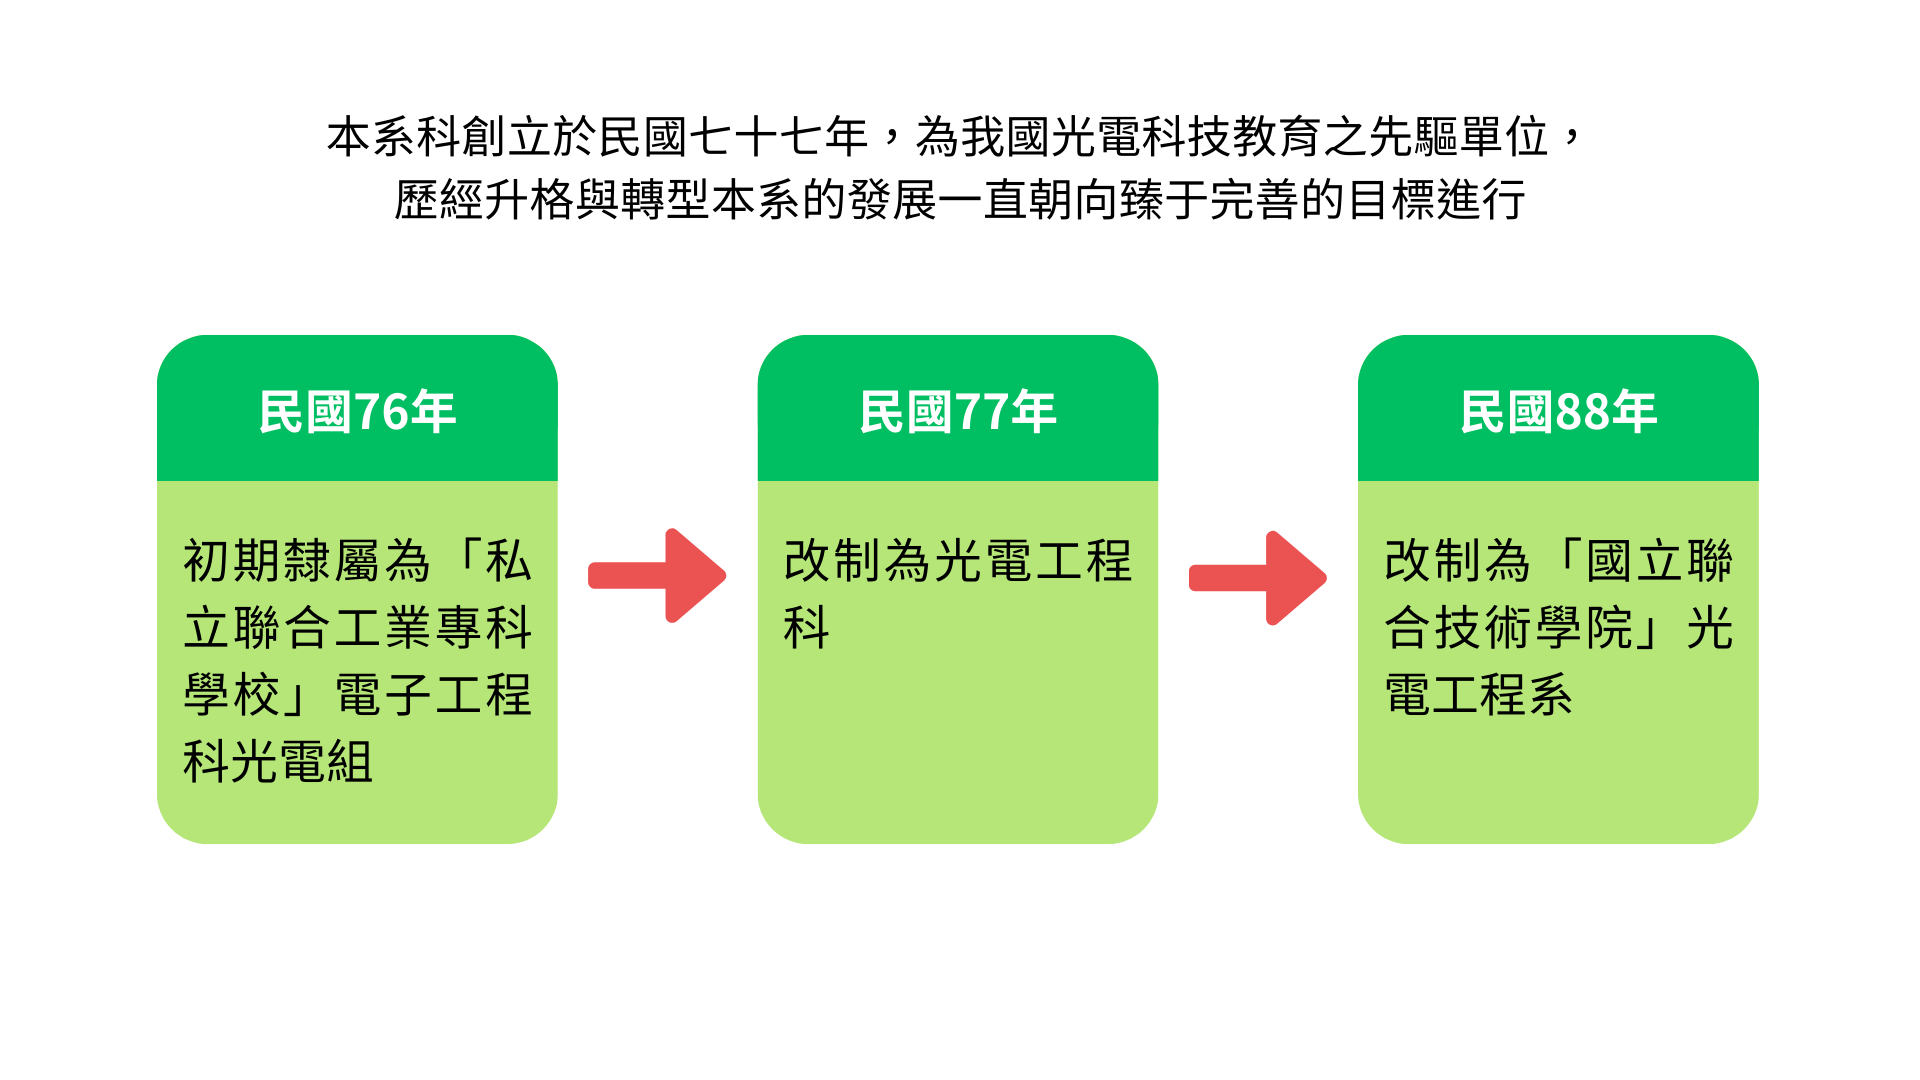 本系科創立於民國七十七年，為我國光電科技教育之先驅單位，
歷經升格與轉型本系的發展一直朝向臻于完善的目標進行
民國76年
初期隸屬為「私
立聯合工業專科
學校」電子工程
科光電組
民國77年
改制為光電工程
科
民國88年
改制為「國立聯
合技術學院」光
電工程系